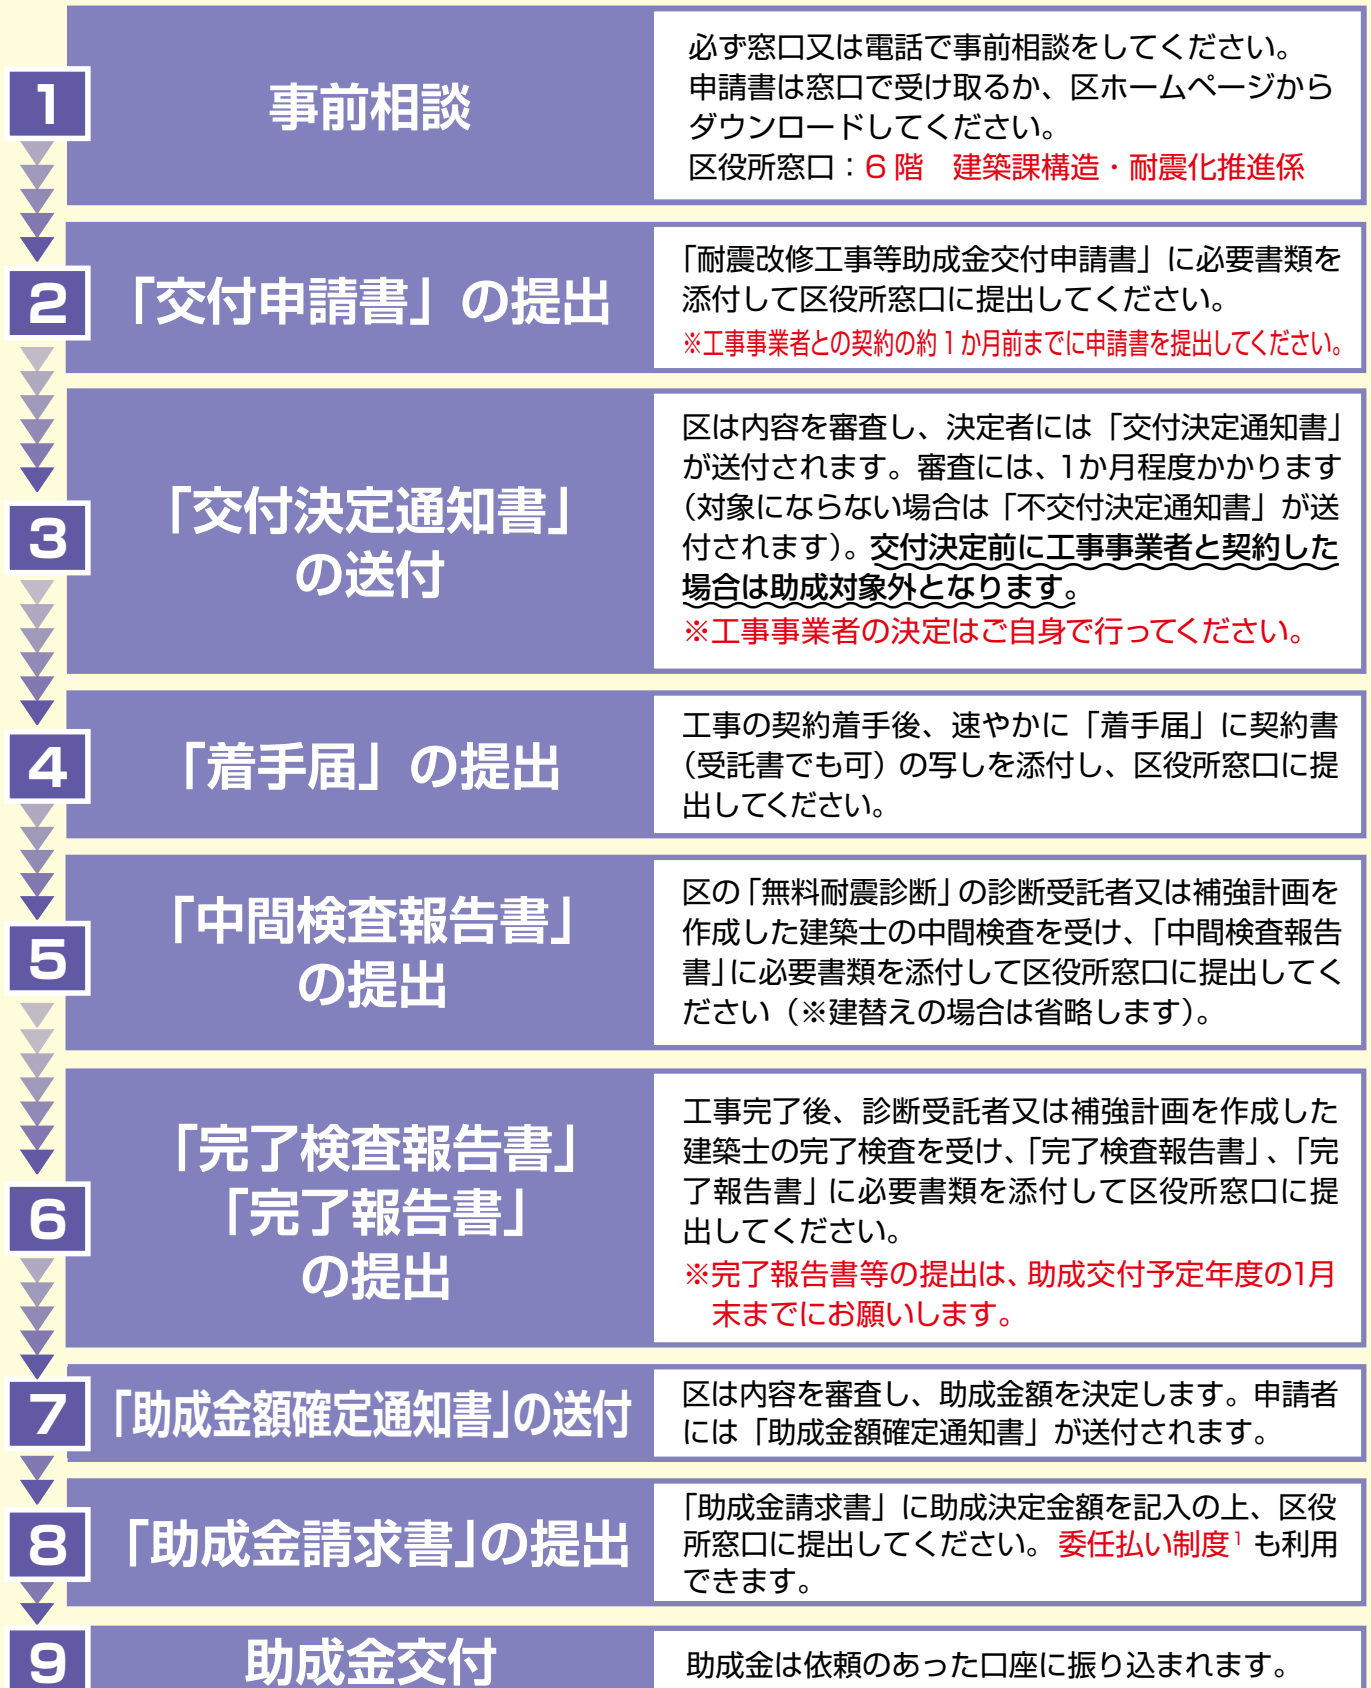 1
事前相談
必ず窓口又は電話で事前相談をしてください。
申請書は窓口で受け取るか、区ホームページから
ダウンロードしてください。
区役所窓口：6階　建築課構造・耐震化推進係
2
「交付申請書」の提出
「耐震改修工事等助成金交付申請書」に必要書類を
添付して区役所窓口に提出してください。
※工事事業者との契約の約1か月前までに申請書を提出してください。
3
「交付決定通知書」
の送付
区は内容を審査し、決定者には「交付決定通知書」
が送付されます。審査には、1か月程度かかります
（対象にならない場合は「不交付決定通知書」が送
付されます）。交付決定前に工事事業者と契約した
場合は助成対象外となります。
※工事事業者の決定はご自身で行ってください。
4
「着手届」の提出
工事の契約着手後、速やかに「着手届」に契約書
（受託書でも可）の写しを添付し、区役所窓口に提
出してください。
5
「中間検査報告書」
の提出
区の「無料耐震診断」の診断受託者又は補強計画を
作成した建築士の中間検査を受け、「中間検査報告
書」に必要書類を添付して区役所窓口に提出してく
ださい（※建替えの場合は省略します）。
6
「完了検査報告書」
「完了報告書」
の提出
工事完了後、診断受託者又は補強計画を作成した
建築士の完了検査を受け、「完了検査報告書」、「完
了報告書」に必要書類を添付して区役所窓口に提
出してください。
※完了報告書等の提出は、助成交付予定年度の1月
末までにお願いします。
7
「助成金額確定通知書」の送付
区は内容を審査し、助成金額を決定します。申請者
には「助成金額確定通知書」が送付されます。
8
「助成金請求書」の提出
「助成金請求書」に助成決定金額を記入の上、区役
所窓口に提出してください。委任払い制度1も利用
できます。
9
助成金交付
助成金は依頼のあった口座に振り込まれます。